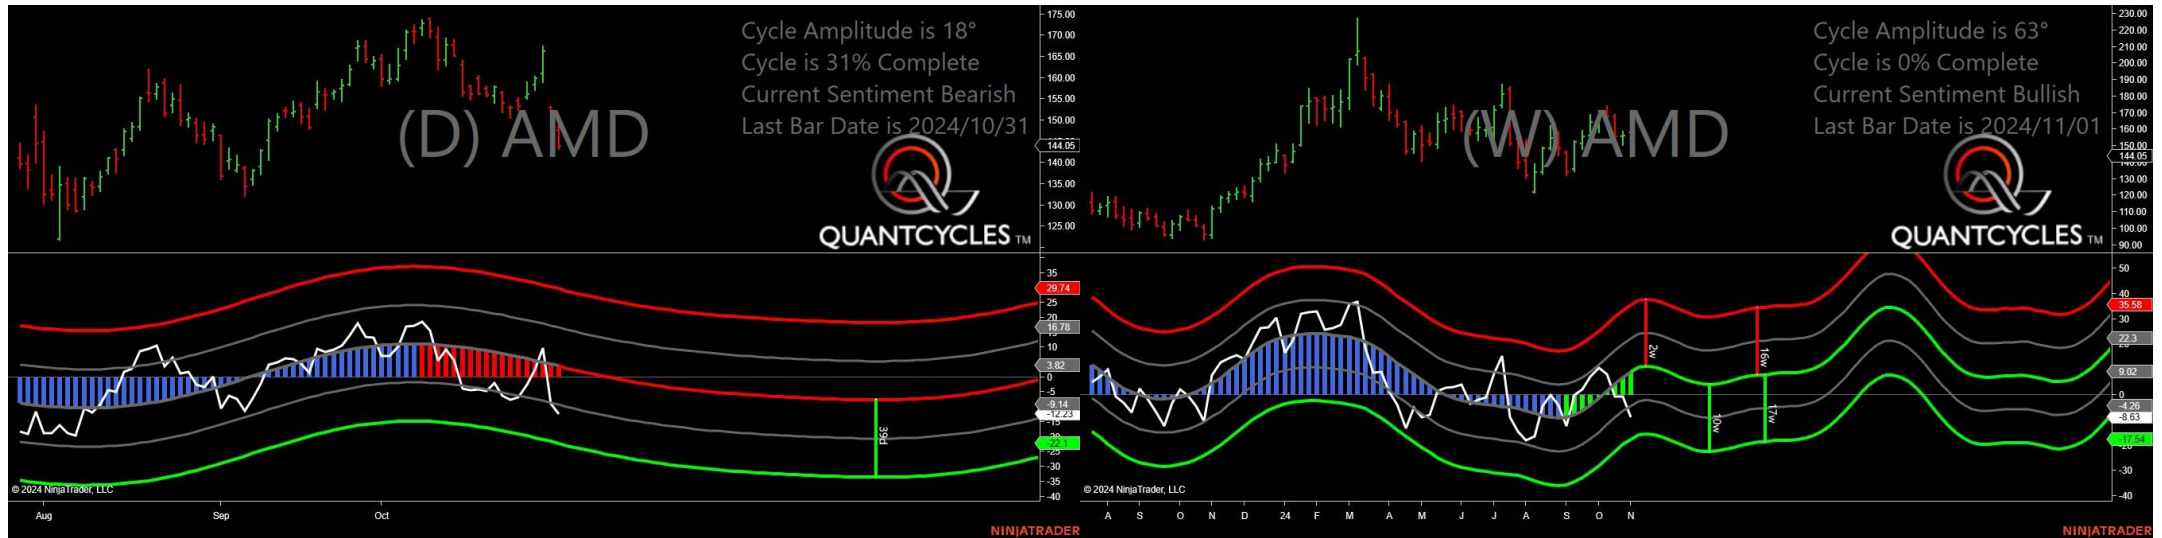 Cycle Amplitude is 18°
Cycle is 31% Complete
Current Sentiment Bearish
Last Bar Date is 2024/10/31
(D) AMD
QUANTCYCLES TM
175.00
170.00
165.00
160.00
155.00
150.00
144.05
140.00
135.00
130.00
125.00
35
29.74
25
16.78
10
3.82
0
-5
-9.14
-12.23
-15
-22.1
-25
-30
-35
-40
39d
© 2024 NinjaTrader, LLC
Aug Sep Oct
NINJATRADER
Cycle Amplitude is 63°
Cycle is 0% Complete
Current Sentiment Bullish
Last Bar Date is 2024/11/01
(W) AMD
QUANTCYCLES TM
230.00
220.00
210.00
200.00
190.00
180.00
170.00
160.00
150.00
144.05
130.00
120.00
110.00
100.00
90.00
50
40
35.58
30
22.3
9.02
0
-4.26
-8.63
-17.54
-30
-40
2w
16w
10w
17w
© 2024 NinjaTrader, LLC
A S O N D 24 F M A M J J A S O N
NINJATRADER